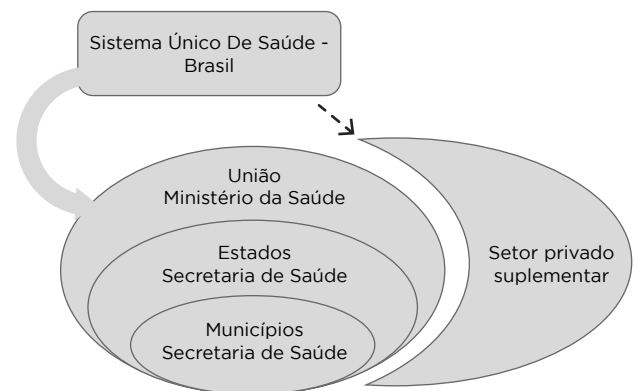 Sistema Único De Saúde -
Brasil
União
Ministério da Saúde
Estados
Secretaria de Saúde
Municípios
Secretaria de Saúde
Setor privado
suplementar